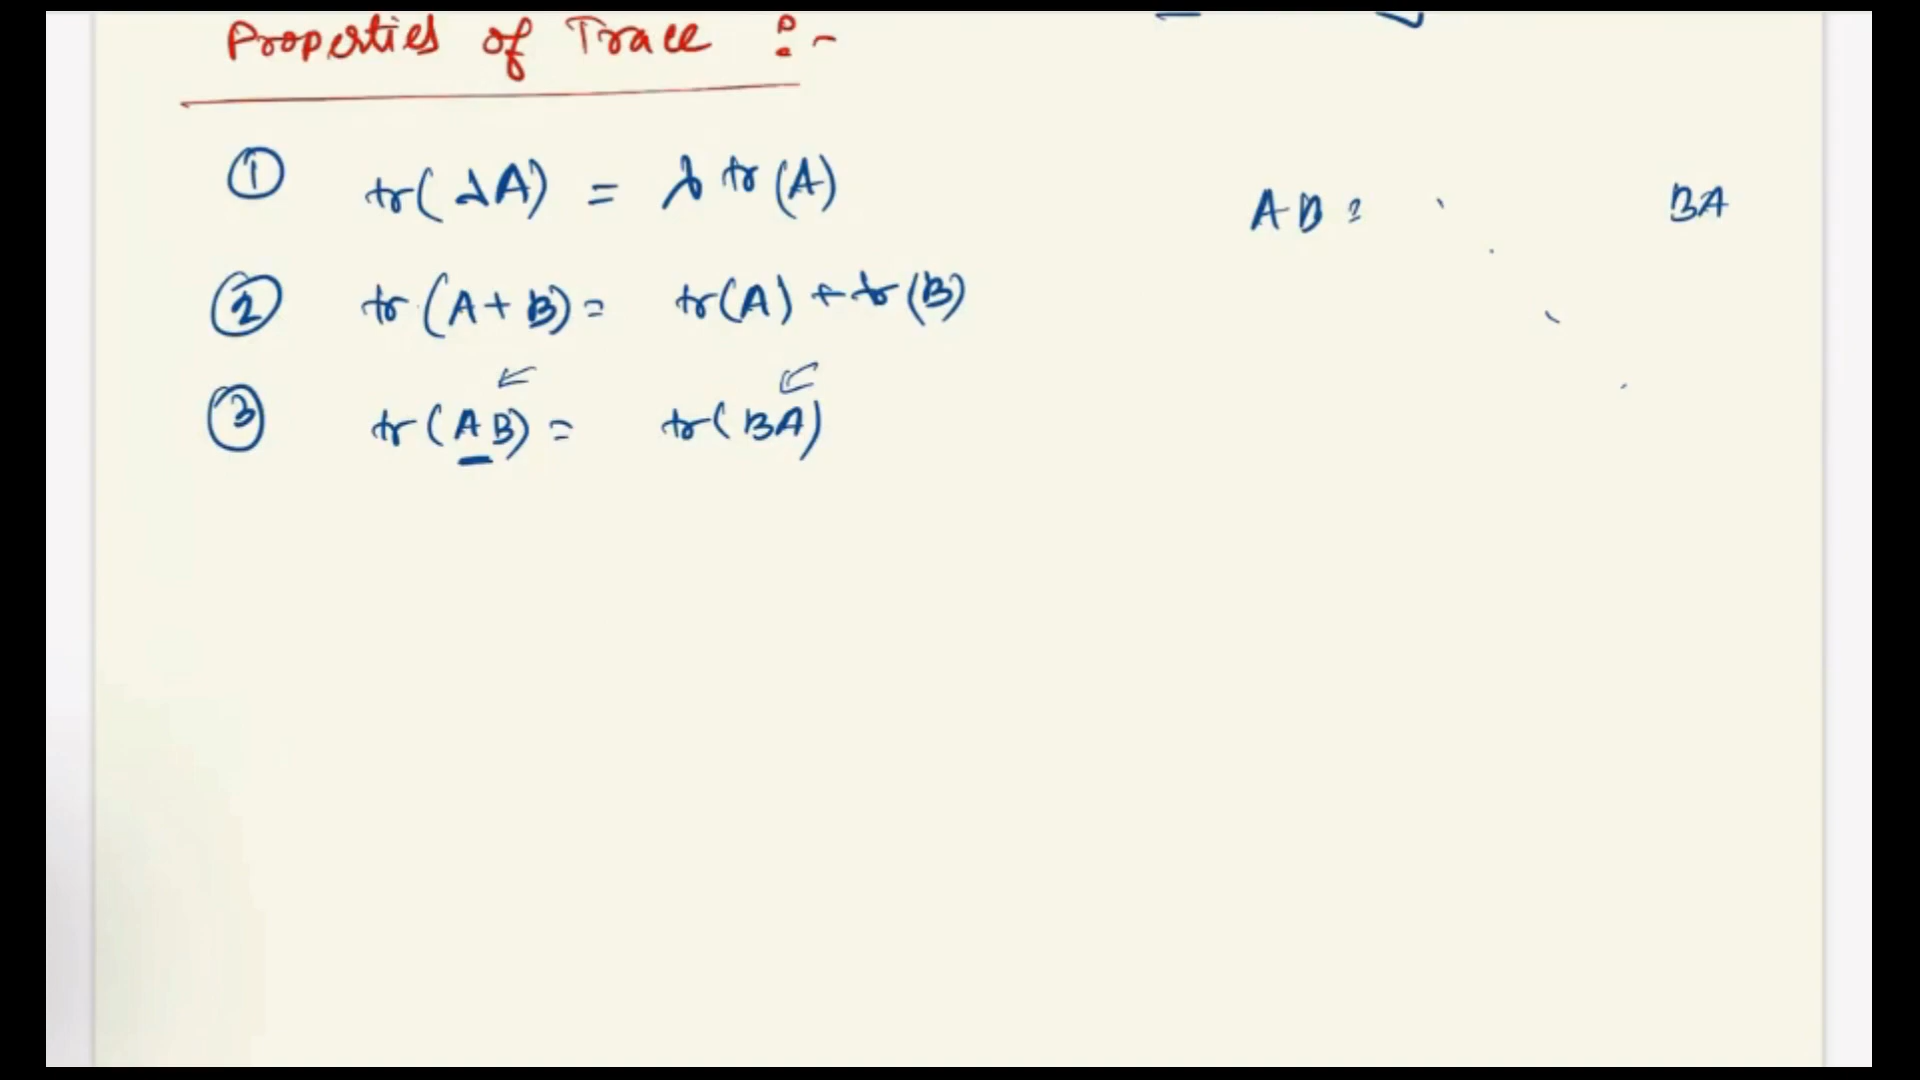 Properties of Trace :-
① tr(λA) = λ tr(A)
AB =
BA
② tr(A+B) = tr(A) + tr(B)
③ tr(AB) = tr(BA)